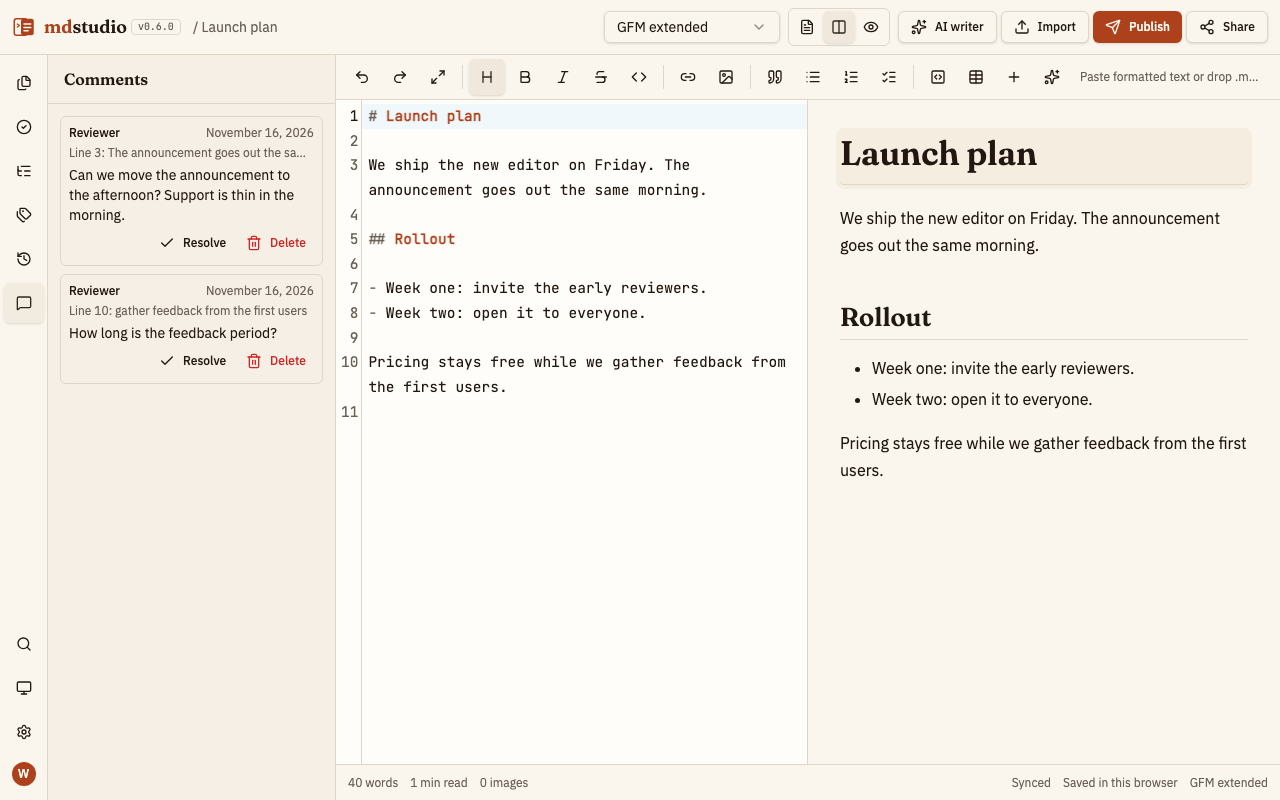 mdstudio v0.6.0 / Launch plan
GFM extended
AI writer
Import
Publish
Share
Comments
Paste formatted text or drop .m…
Reviewer November 16, 2026
Line 3: The announcement goes out the sa…
Can we move the announcement to
the afternoon? Support is thin in the
morning.
Resolve Delete
Reviewer November 16, 2026
Line 10: gather feedback from the first users
How long is the feedback period?
Resolve Delete
1 # Launch plan
2
3 We ship the new editor on Friday. The
announcement goes out the same morning.
4
5 ## Rollout
6
7 - Week one: invite the early reviewers.
8 - Week two: open it to everyone.
9
10 Pricing stays free while we gather feedback from
the first users.
11
Launch plan
We ship the new editor on Friday. The announcement
goes out the same morning.
Rollout
• Week one: invite the early reviewers.
• Week two: open it to everyone.
Pricing stays free while we gather feedback from the first
users.
W
40 words 1 min read 0 images
Synced Saved in this browser GFM extended